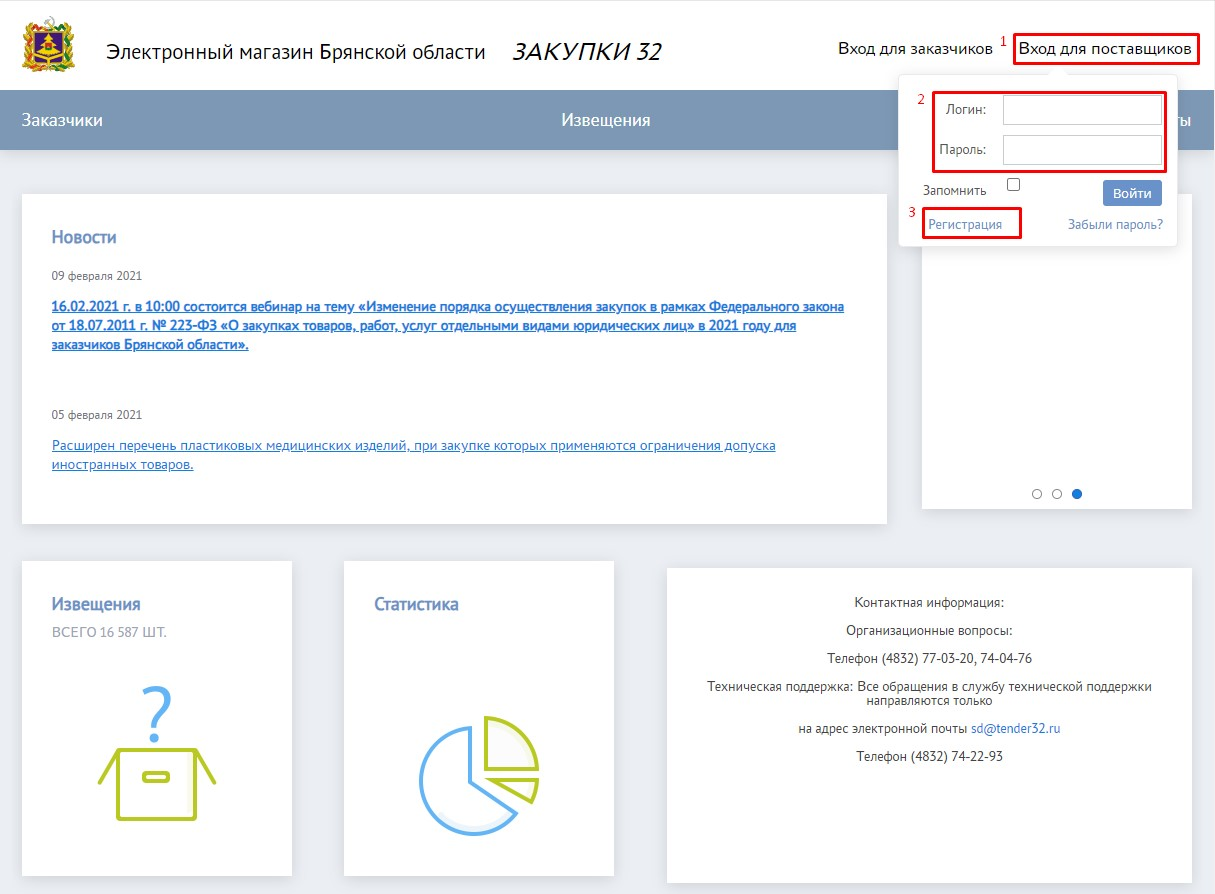 Электронный магазин Брянской области
ЗАКУПКИ 32
Вход для заказчиков
1
Вход для поставщиков
Заказчики
Извещения
ты
2
Логин:
Пароль:
Запомнить
Войти
3
Регистрация
Забыли пароль?
Новости
09 февраля 2021
16.02.2021 г. в 10:00 состоится вебинар на тему «Изменение порядка осуществления закупок в рамках Федерального закона
от 18.07.2011 г. № 223-ФЗ «О закупках товаров, работ, услуг отдельными видами юридических лиц» в 2021 году для
заказчиков Брянской области».
05 февраля 2021
Расширен перечень пластиковых медицинских изделий, при закупке которых применяются ограничения допуска
иностранных товаров.
Извещения
ВСЕГО 16 587 ШТ.
?
Статистика
Контактная информация:
Организационные вопросы:
Телефон (4832) 77-03-20, 74-04-76
Техническая поддержка: Все обращения в службу технической поддержки
направляются только
на адрес электронной почты sd@tender32.ru
Телефон (4832) 74-22-93